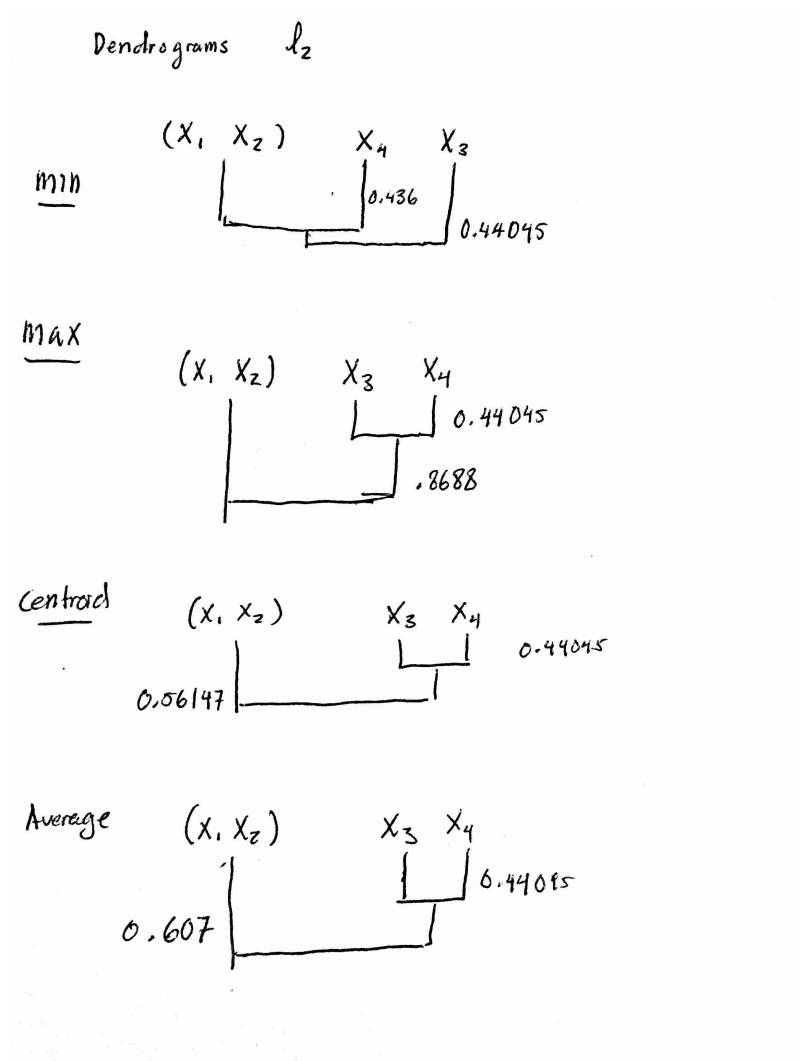 Dendrograms l₂
min
(X₁ X₂) X₄ X₃
0.436
0.44045
max
(X₁ X₂) X₃ X₄
0.44045
.8688
Centroid
(X₁ X₂) X₃ X₄
0.44045
0.56147
Average
(X₁ X₂) X₃ X₄
0.44045
0.607